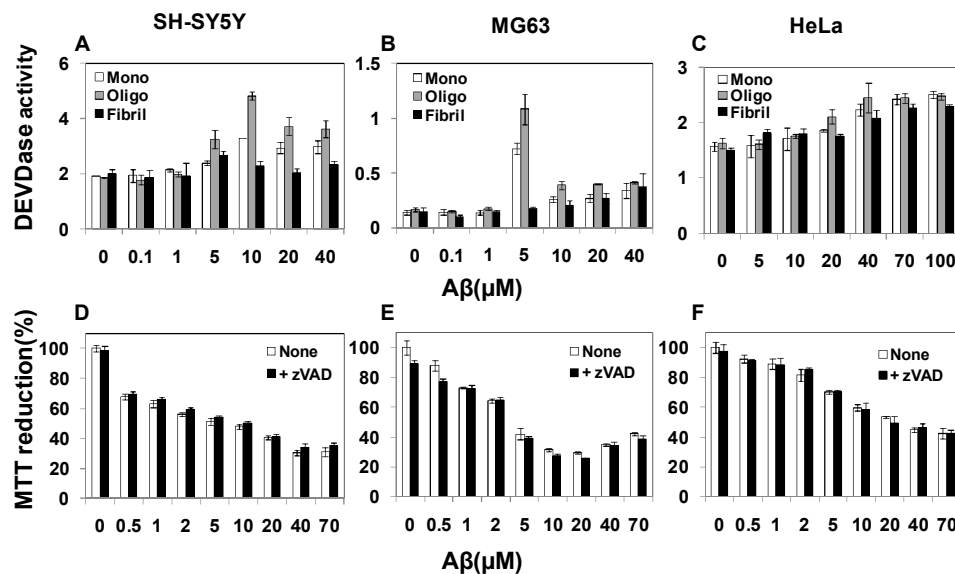 SH-SY5Y
MG63
HeLa
A
B
C
DEVDase activity
6
4
2
0
Mono
Oligo
Fibril
0 0.1 1 5 10 20 40
1.5
1
0.5
0
Mono
Oligo
Fibril
0 0.1 1 5 10 20 40
3
2
1
0
Mono
Oligo
Fibril
0 5 10 20 40 70 100
Aβ(μM)
D
E
F
MTT reduction(%)
100
80
60
40
20
0
None
+ zVAD
0 0.5 1 2 5 10 20 40 70
100
80
60
40
20
0
None
+ zVAD
0 0.5 1 2 5 10 20 40 70
100
80
60
40
20
0
None
+ zVAD
0 0.5 1 2 5 10 20 40 70
Aβ(μM)